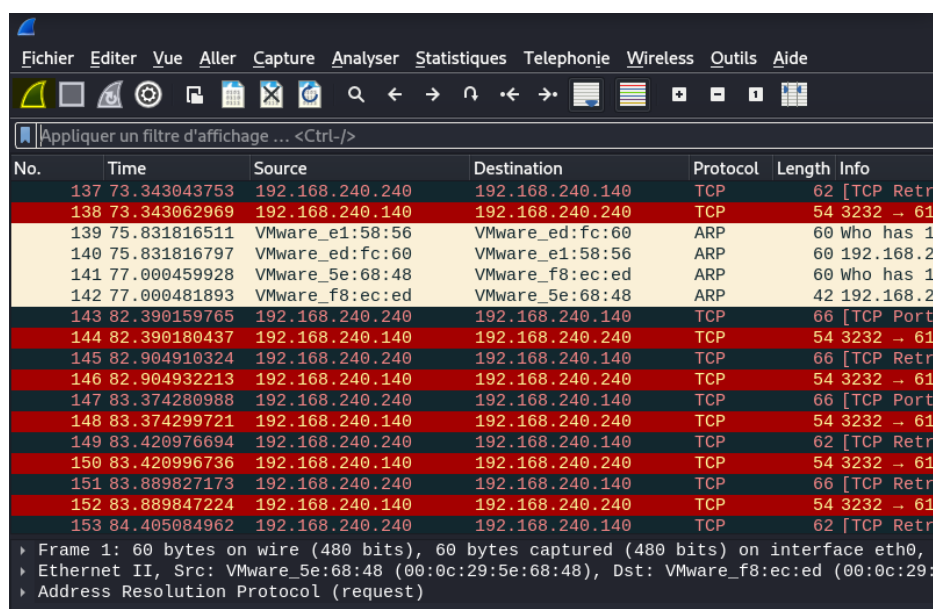 Fichier Editer Vue Aller Capture Analyser Statistiques Telephonie Wireless Outils Aide
Appliquer un filtre d'affichage … <Ctrl-/>
No. Time Source Destination Protocol Length Info
137 73.343043753 192.168.240.240 192.168.240.140 TCP 62 [TCP Retr
138 73.343062969 192.168.240.140 192.168.240.240 TCP 54 3232 → 61
139 75.831816511 VMware_e1:58:56 VMware_ed:fc:60 ARP 60 Who has 1
140 75.831816797 VMware_ed:fc:60 VMware_e1:58:56 ARP 60 192.168.2
141 77.000459928 VMware_5e:68:48 VMware_f8:ec:ed ARP 60 Who has 1
142 77.000481893 VMware_f8:ec:ed VMware_5e:68:48 ARP 42 192.168.2
143 82.390159765 192.168.240.240 192.168.240.140 TCP 66 [TCP Port
144 82.390180437 192.168.240.140 192.168.240.240 TCP 54 3232 → 61
145 82.904910324 192.168.240.240 192.168.240.140 TCP 66 [TCP Retr
146 82.904932213 192.168.240.140 192.168.240.240 TCP 54 3232 → 61
147 83.374280988 192.168.240.240 192.168.240.140 TCP 66 [TCP Port
148 83.374299721 192.168.240.140 192.168.240.240 TCP 54 3232 → 61
149 83.420976694 192.168.240.240 192.168.240.140 TCP 62 [TCP Retr
150 83.420996736 192.168.240.140 192.168.240.240 TCP 54 3232 → 61
151 83.889827173 192.168.240.240 192.168.240.140 TCP 66 [TCP Retr
152 83.889847224 192.168.240.140 192.168.240.240 TCP 54 3232 → 61
153 84.405084962 192.168.240.240 192.168.240.140 TCP 62 [TCP Retr
Frame 1: 60 bytes on wire (480 bits), 60 bytes captured (480 bits) on interface eth0,
Ethernet II, Src: VMware_5e:68:48 (00:0c:29:5e:68:48), Dst: VMware_f8:ec:ed (00:0c:29:
Address Resolution Protocol (request)